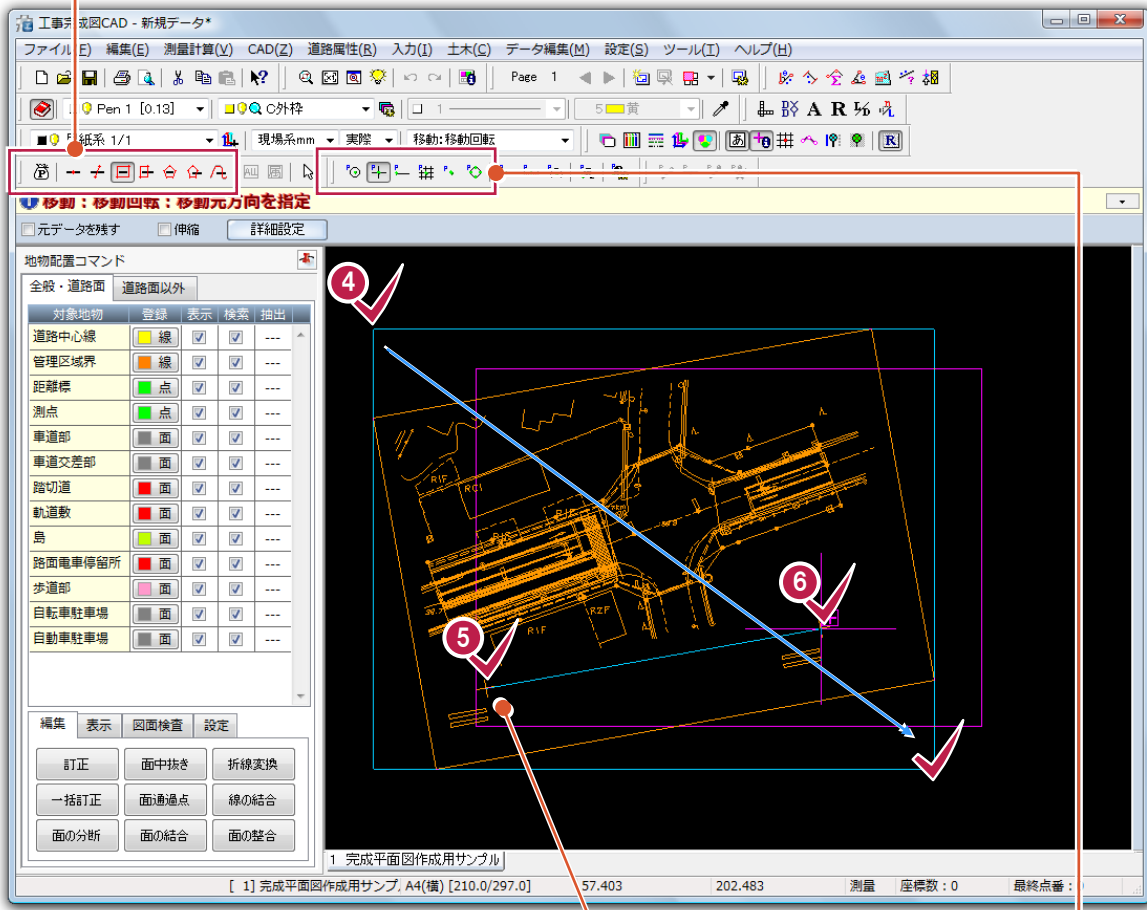 工事完成図CAD - 新規データ*
ファイル(F) 編集(E) 測量計算(V) CAD(Z) 道路属性(R) 入力(I) 土木(C) データ編集(M) 設定(S) ツール(T) ヘルプ(H)
Page 1
Pen 1 [0.13] C外枠 5 黄
用紙系 1/1 現場系mm 実際 移動:移動回転
移動：移動回転：移動元方向を指定
元データを残す 伸縮 詳細設定
地物配置コマンド
全般・道路面 道路面以外
対象地物 登録 表示 検索 抽出
道路中心線 線 ---
管理区域界 線 ---
距離標 点 ---
測点 点 ---
車道部 面 ---
車道交差部 面 ---
踏切道 面 ---
軌道敷 面 ---
島 面 ---
路面電車停留所 面 ---
歩道部 面 ---
自転車駐車場 面 ---
自動車駐車場 面 ---
編集 表示 図面検査 設定
訂正 面中抜き 折線変換
一括訂正 面通過点 線の結合
面の分断 面の結合 面の整合
4
R1F
RC1
R1F
R1F
R2F
R1F
5
6
1 完成平面図作成用サンプル
[ 1] 完成平面図作成用サンプ. A4(横) [210.0/297.0] 57.403 202.483 測量 座標数：0 最終点番：